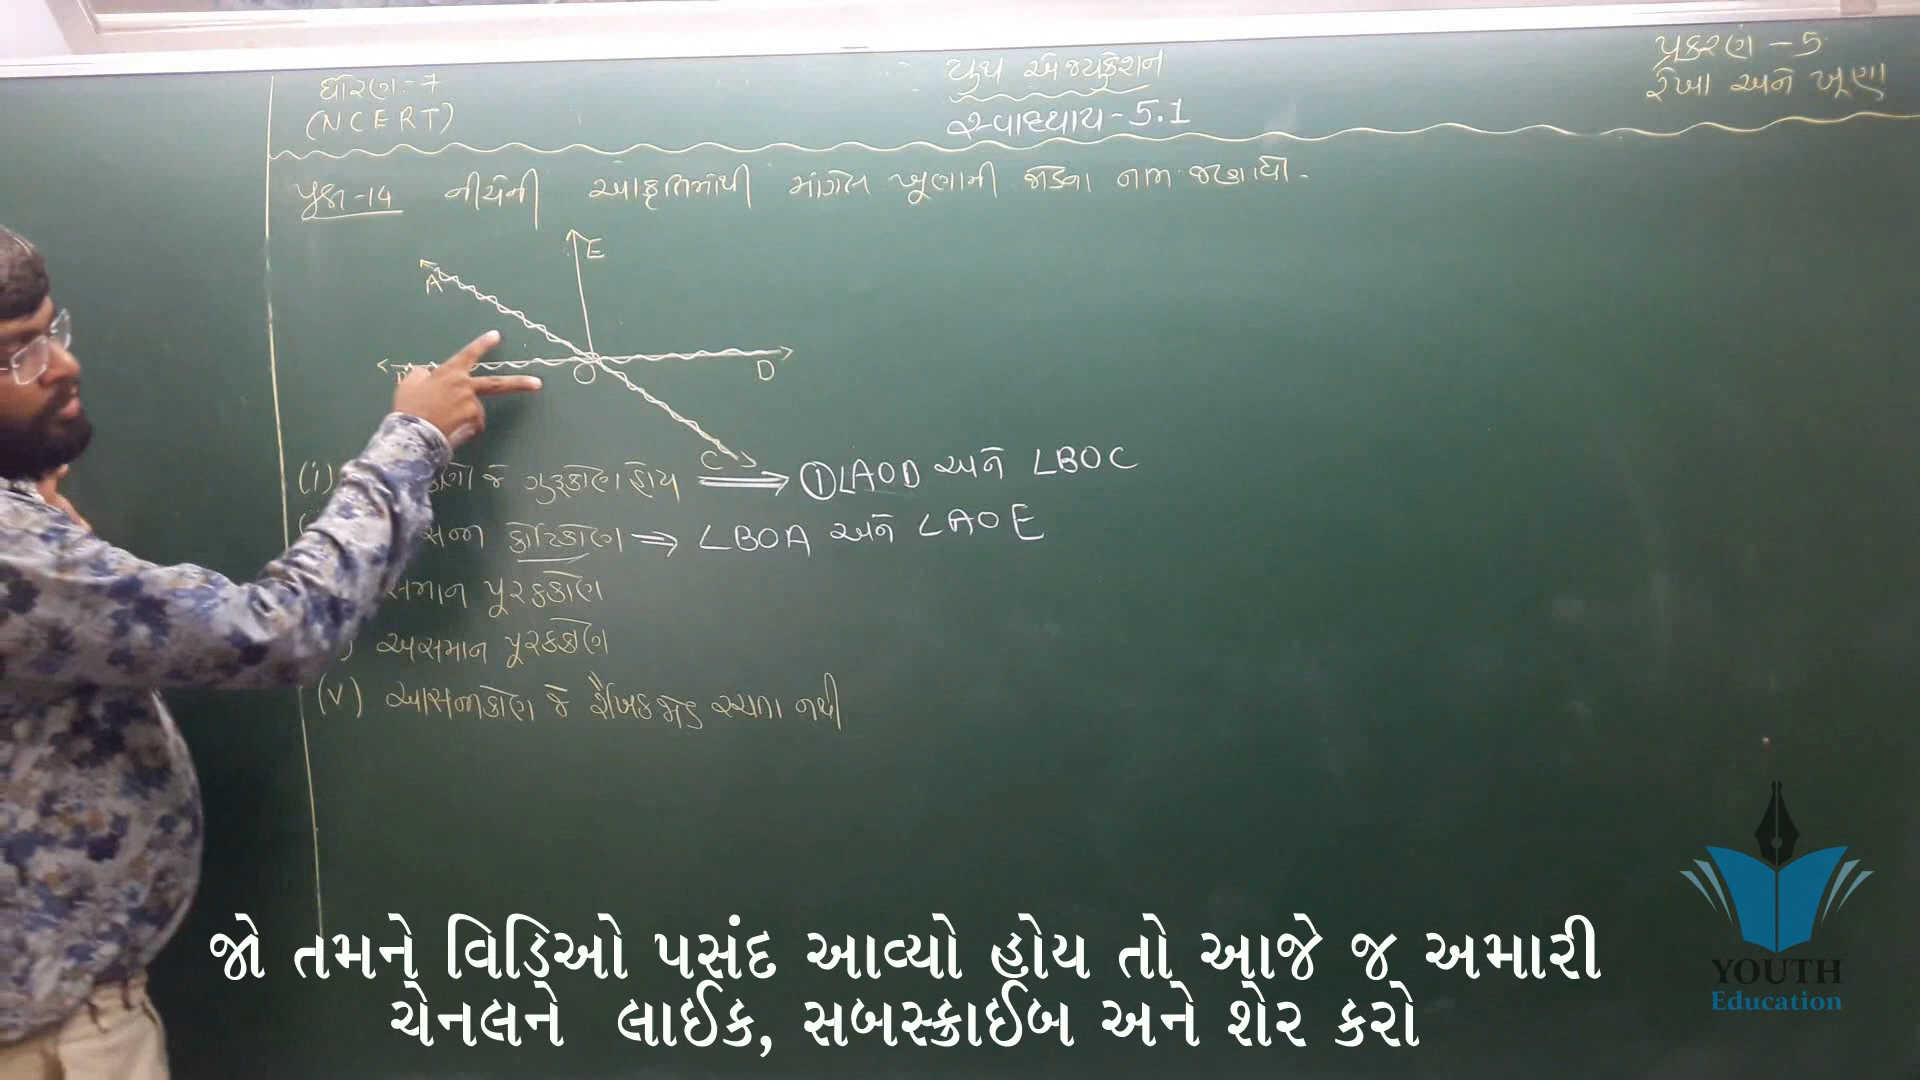 ધોરણ:-7
(NCERT)
યુથ એજ્યુકેશન
સ્વાધ્યાય-5.1
પ્રકરણ-5
રેખા અને ખૂણા
પ્રશ્ન-14 નીચેની આકૃતિમાંથી માંગેલ ખૂણાની જોડના નામ જણાવો.
E
A
O
D
C
(i) જે ગુરુકોણ હોય ⟹ ① ∠AOD અને ∠BOC
કોટિકોણ ⟹ ∠BOA અને ∠AOE
સમાન પૂરકકોણ
અસમાન પૂરકકોણ
(v) આસન્નકોણ જે રૈખિકજોડ રચતા નથી
જો તમને વિડિઓ પસંદ આવ્યો હોય તો આજે જ અમારી
ચેનલને લાઈક, સબસ્ક્રાઈબ અને શેર કરો
YOUTH
Education